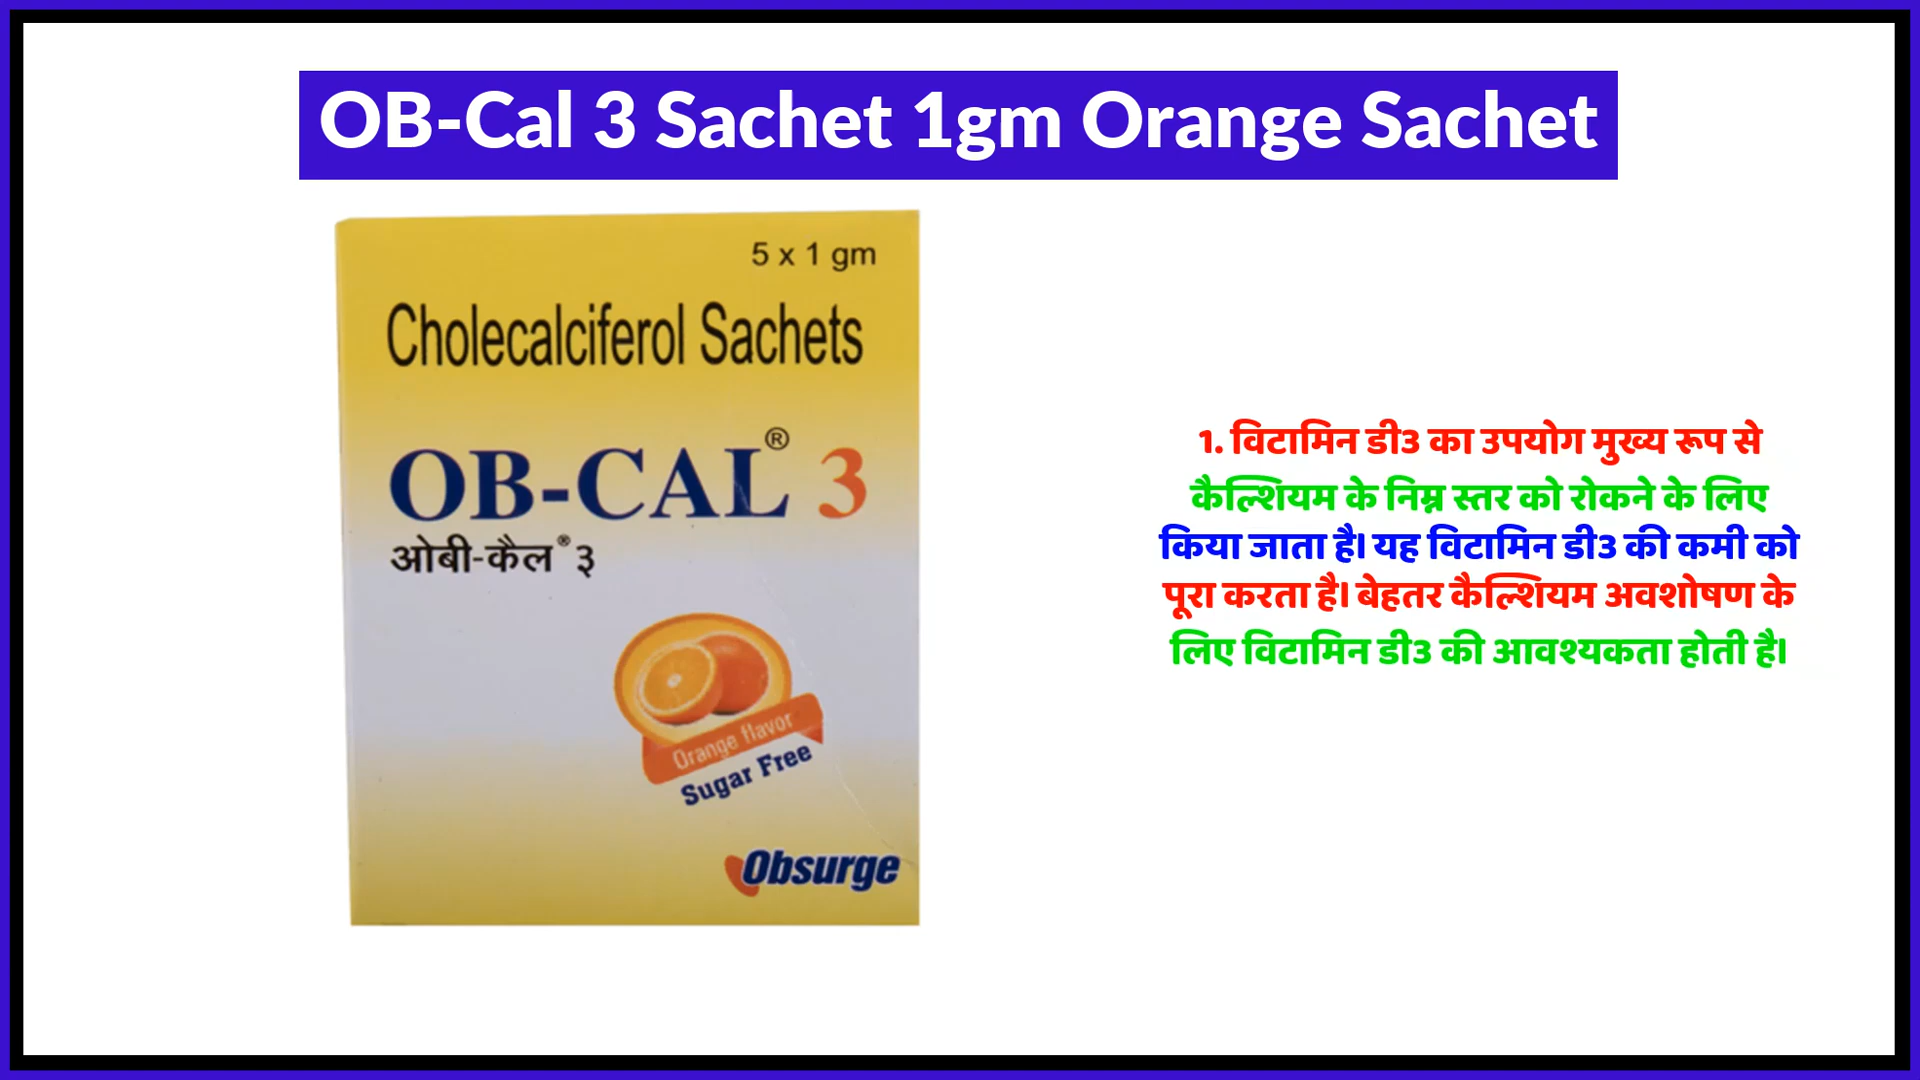 OB-Cal 3 Sachet 1gm Orange Sachet
5 x 1 gm
Cholecalciferol Sachets
OB-CAL® 3
ओबी-कैल® ३
Orange flavor
Sugar Free
Obsurge
1. विटामिन डी3 का उपयोग मुख्य रूप से
कैल्शियम के निम्न स्तर को रोकने के लिए
किया जाता है। यह विटामिन डी3 की कमी को
पूरा करता है। बेहतर कैल्शियम अवशोषण के
लिए विटामिन डी3 की आवश्यकता होती है।